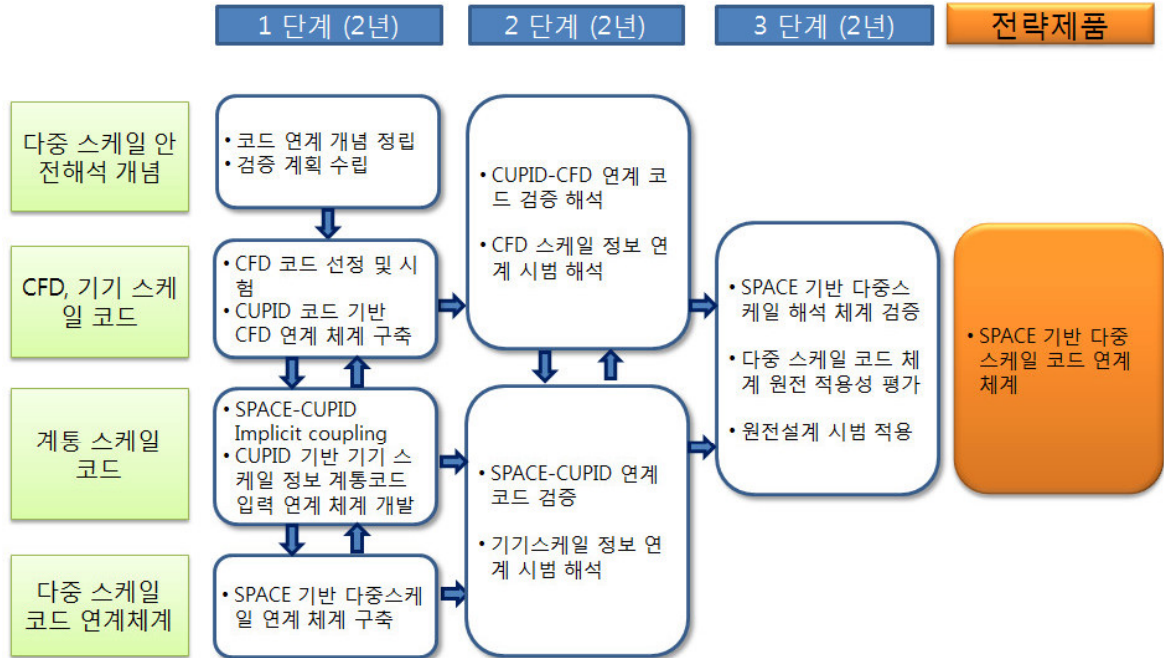 1 단계 (2년)
2 단계 (2년)
3 단계 (2년)
전략제품
다중 스케일 안
전해석 개념
• 코드 연계 개념 정립
• 검증 계획 수립
• CUPID-CFD 연계 코
드 검증 해석
• CFD 스케일 정보 연
계 시범 해석
CFD, 기기 스케
일 코드
• CFD 코드 선정 및 시
험
• CUPID 코드 기반
CFD 연계 체계 구축
• SPACE 기반 다중스
케일 해석 체계 검증
• 다중 스케일 코드 체
계 원전 적용성 평가
• 원전설계 시범 적용
• SPACE 기반 다중
스케일 코드 연계
체계
계통 스케일
코드
• SPACE-CUPID
Implicit coupling
• CUPID 기반 기기 스
케일 정보 계통코드
입력 연계 체계 개발
• SPACE-CUPID 연계
코드 검증
• 기기스케일 정보 연
계 시범 해석
다중 스케일
코드 연계체계
• SPACE 기반 다중스케
일 연계 체계 구축